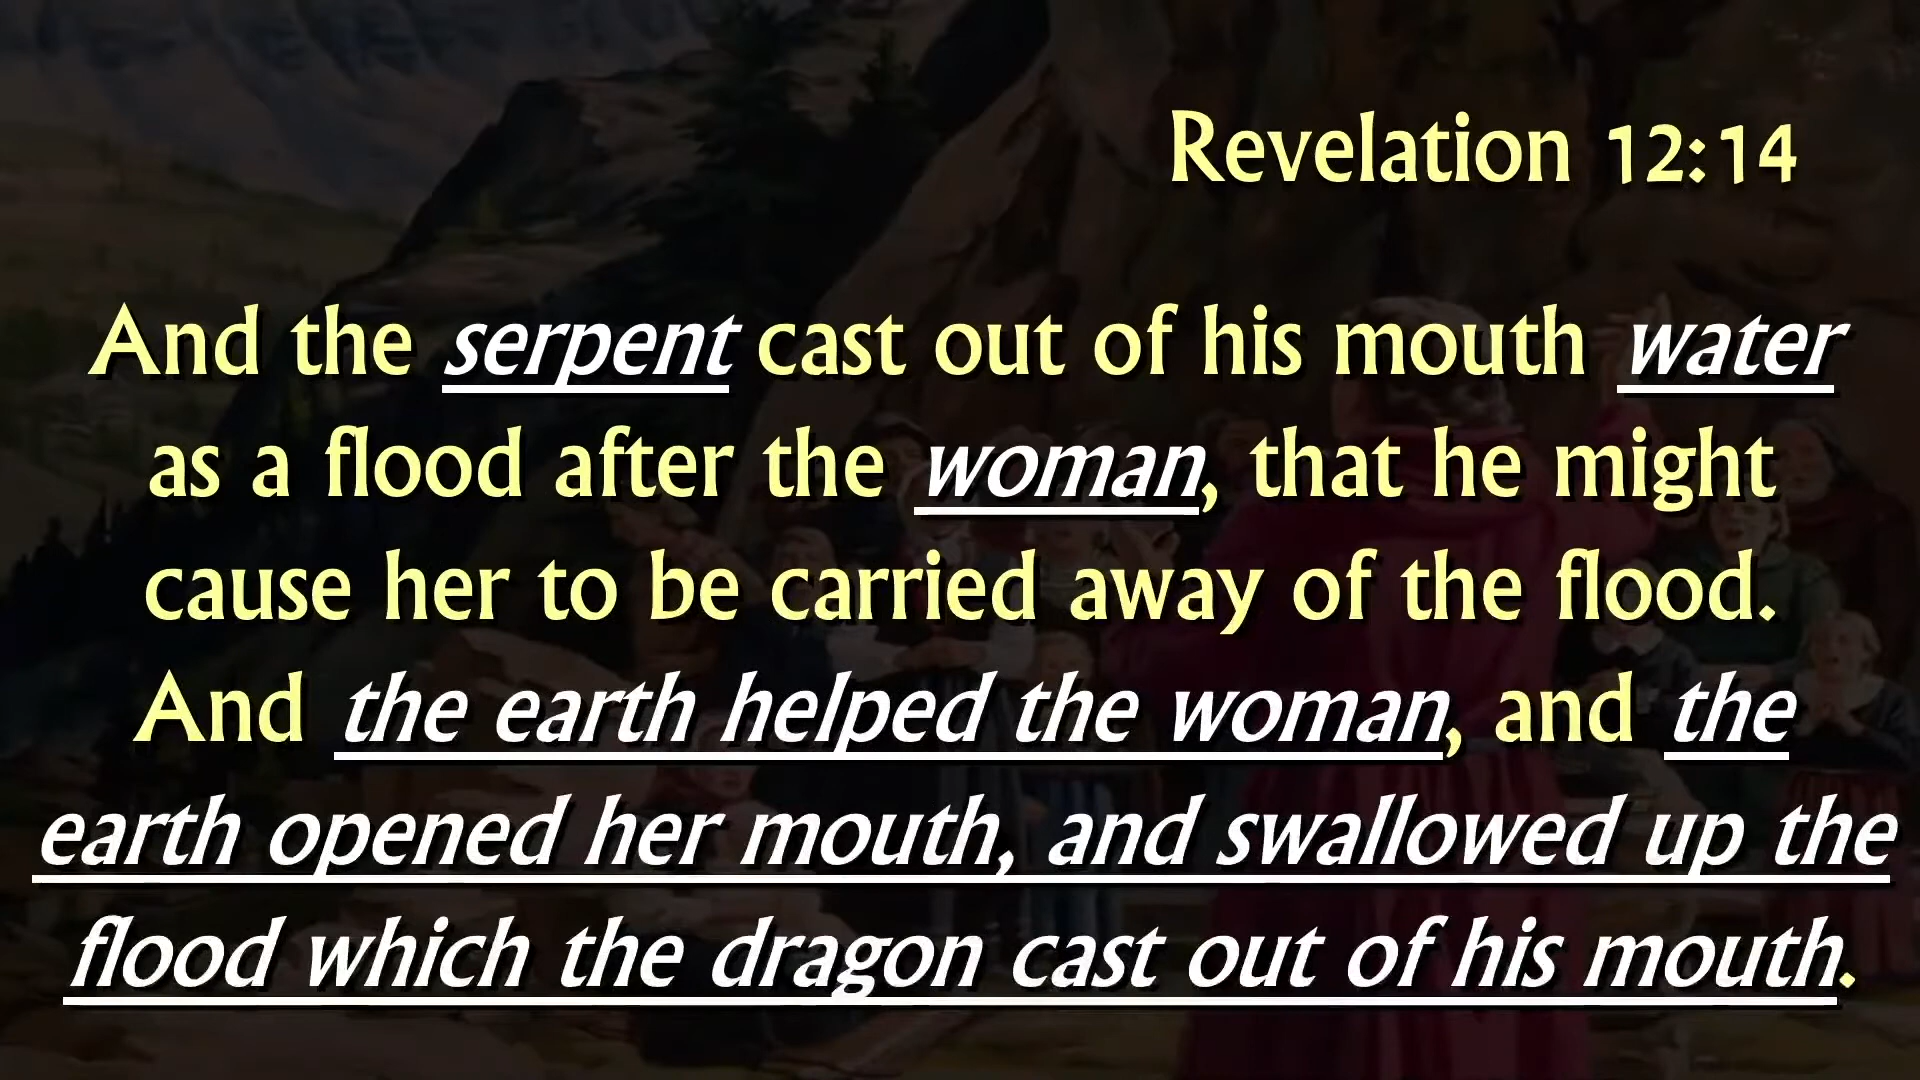 Revelation 12:14
And the serpent cast out of his mouth water
as a flood after the woman, that he might
cause her to be carried away of the flood.
And the earth helped the woman, and the
earth opened her mouth, and swallowed up the
flood which the dragon cast out of his mouth.